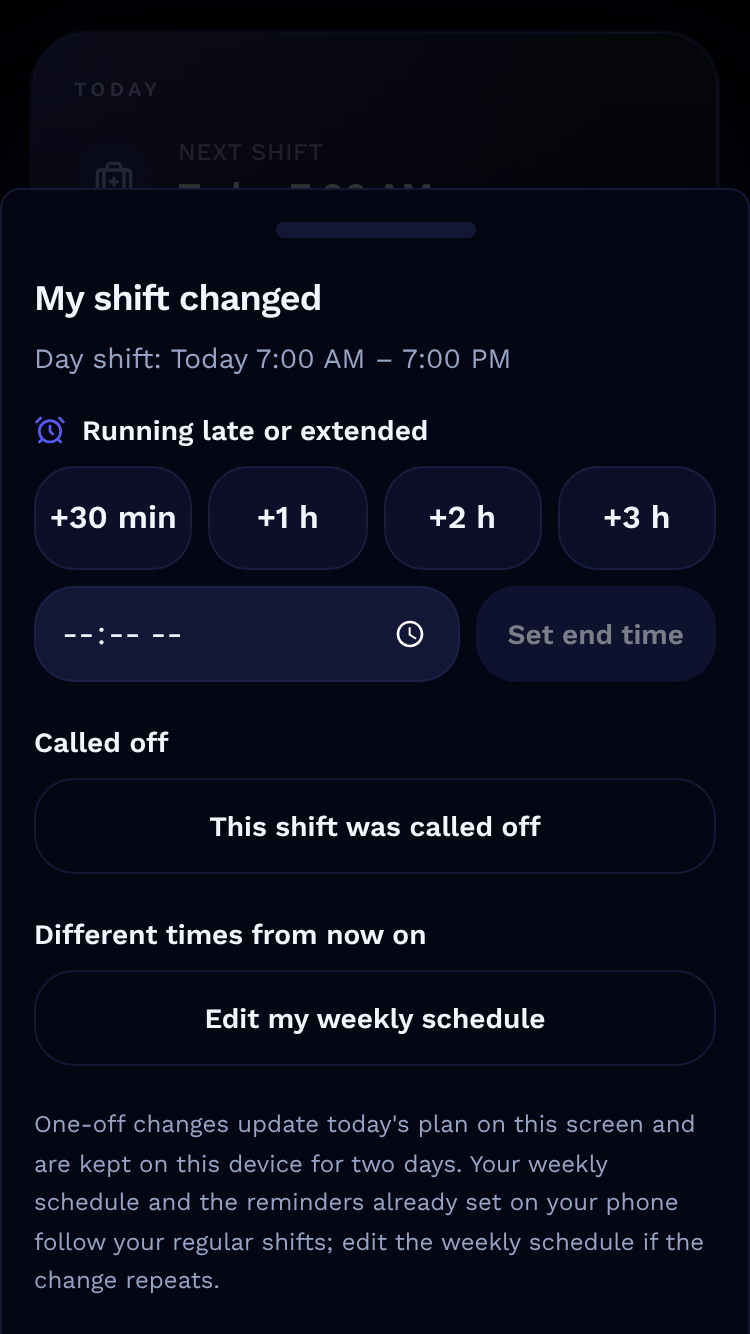 TODAY
NEXT SHIFT
Today 7:00 AM
My shift changed
Day shift: Today 7:00 AM – 7:00 PM
Running late or extended
+30 min
+1 h
+2 h
+3 h
--:-- --
Set end time
Called off
This shift was called off
Different times from now on
Edit my weekly schedule
One-off changes update today's plan on this screen and
are kept on this device for two days. Your weekly
schedule and the reminders already set on your phone
follow your regular shifts; edit the weekly schedule if the
change repeats.